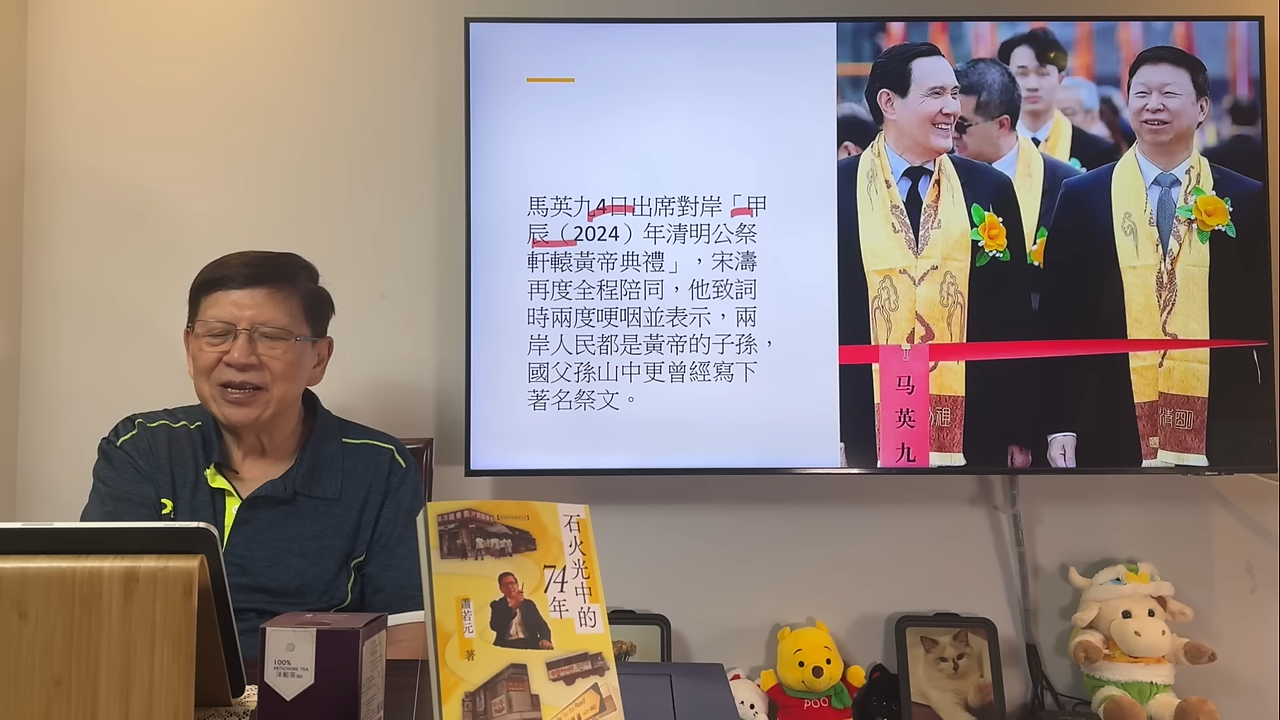 馬英九4日出席對岸「甲
辰（2024）年清明公祭
軒轅黃帝典禮」，宋濤
再度全程陪同，他致詞
時兩度哽咽並表示，兩
岸人民都是黃帝的子孫，
國父孫山中更曾經寫下
著名祭文。
马英九
石火光中的
74年
蕭若元 著
100%
ARTICHOKE TEA
POO